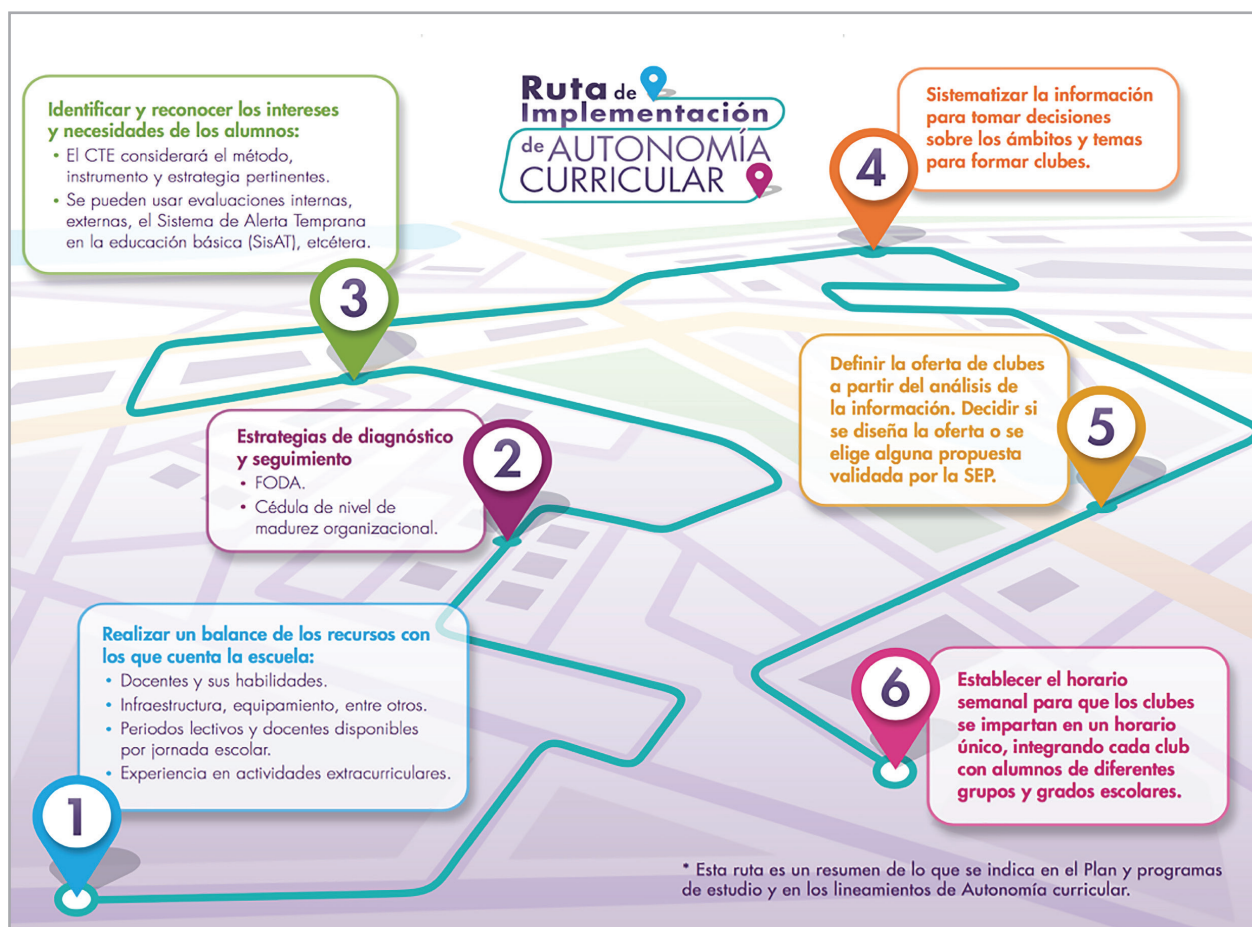 Ruta de
Implementación
de AUTONOMÍA
CURRICULAR
1
Realizar un balance de los recursos con
los que cuenta la escuela:
• Docentes y sus habilidades.
• Infraestructura, equipamiento, entre otros.
• Periodos lectivos y docentes disponibles
por jornada escolar.
• Experiencia en actividades extracurriculares.
2
Estrategias de diagnóstico
y seguimiento
• FODA.
• Cédula de nivel de
madurez organizacional.
3
Identificar y reconocer los intereses
y necesidades de los alumnos:
• El CTE considerará el método,
instrumento y estrategia pertinentes.
• Se pueden usar evaluaciones internas,
externas, el Sistema de Alerta Temprana
en la educación básica (SisAT), etcétera.
4
Sistematizar la información
para tomar decisiones
sobre los ámbitos y temas
para formar clubes.
5
Definir la oferta de clubes
a partir del análisis de
la información. Decidir si
se diseña la oferta o se
elige alguna propuesta
validada por la SEP.
6
Establecer el horario
semanal para que los clubes
se impartan en un horario
único, integrando cada club
con alumnos de diferentes
grupos y grados escolares.
* Esta ruta es un resumen de lo que se indica en el Plan y programas
de estudio y en los lineamientos de Autonomía curricular.